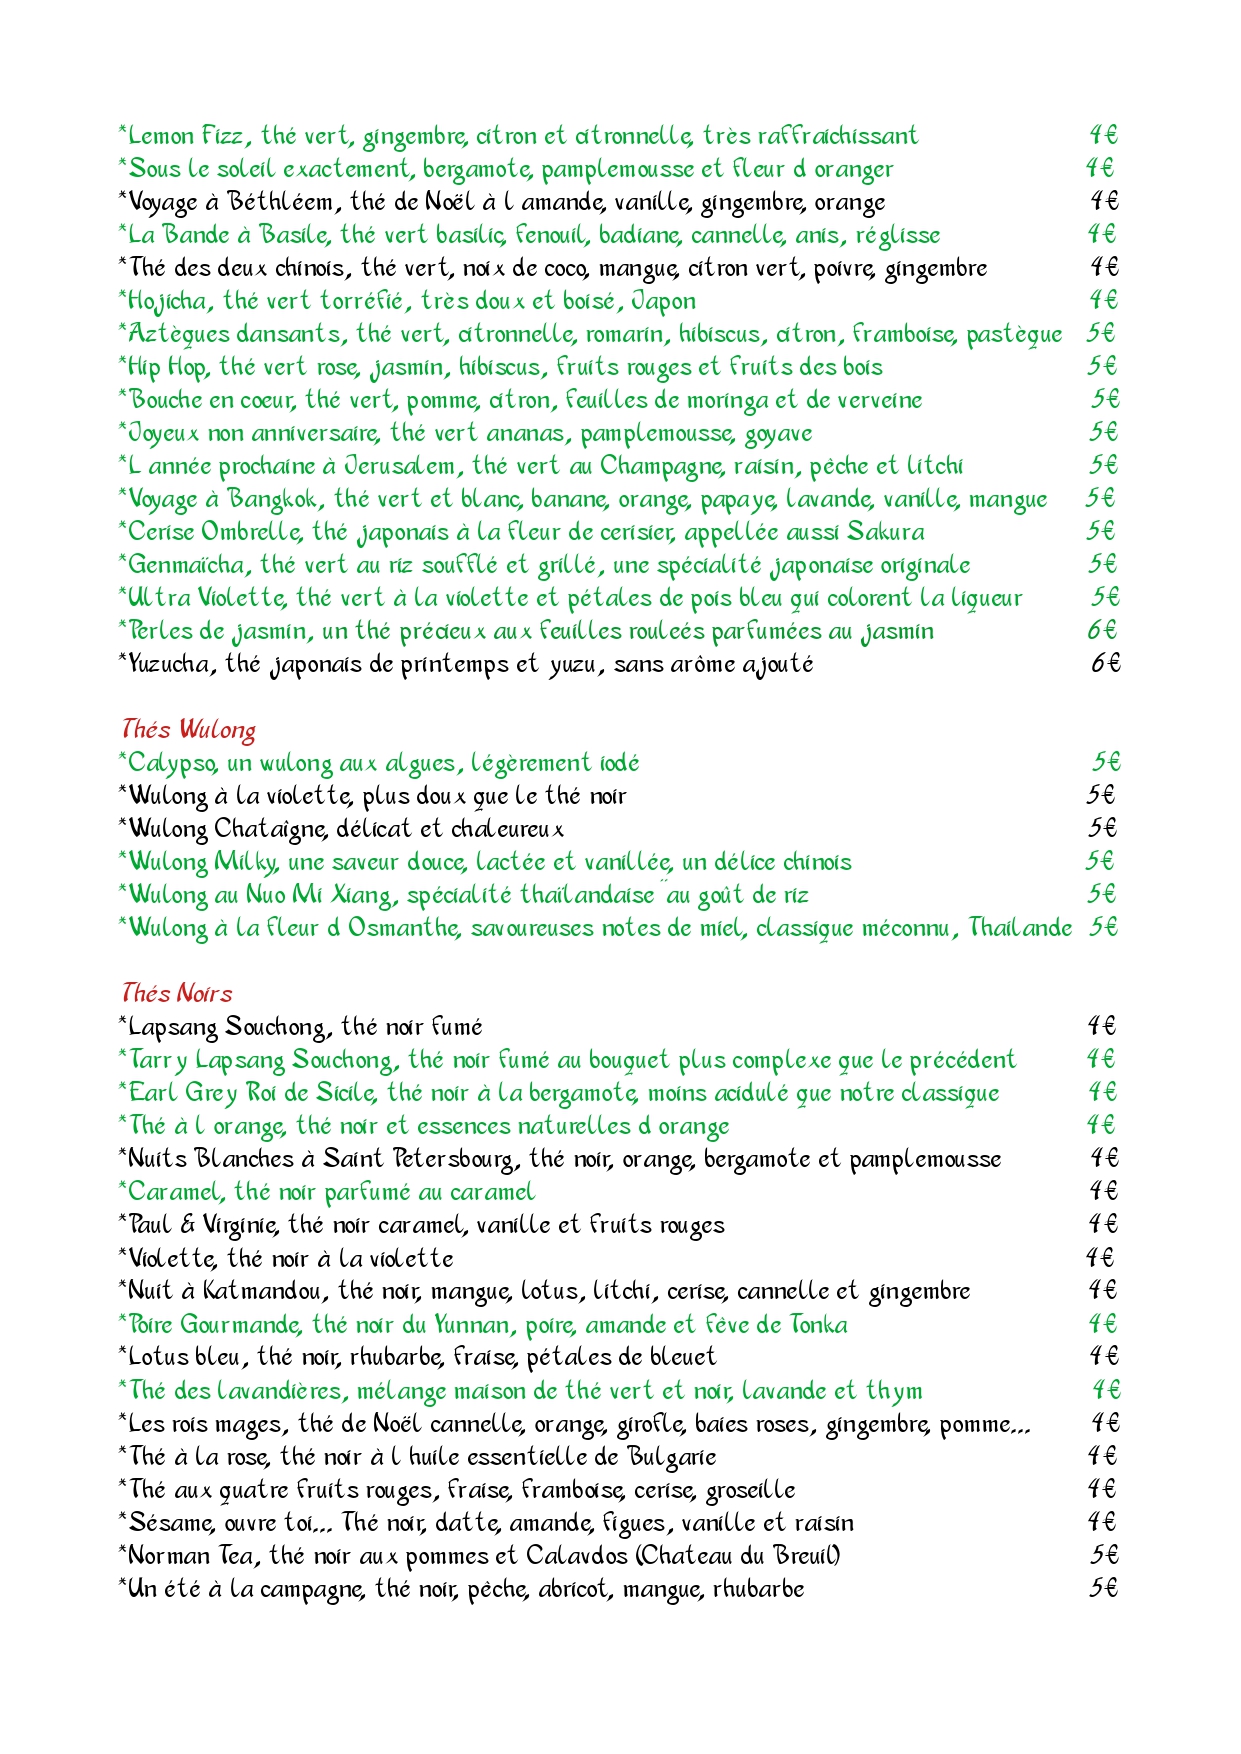 *Lemon Fizz, thé vert, gingembre, citron et citronnelle, très raffraichissant 4€
*Sous le soleil exactement, bergamote, pamplemousse et fleur d oranger 4€
*Voyage à Béthléem, thé de Noël à l amande, vanille, gingembre, orange 4€
*La Bande à Basile, thé vert basilic, fenouil, badiane, cannelle, anis, réglisse 4€
*Thé des deux chinois, thé vert, noix de coco, mangue, citron vert, poivre, gingembre 4€
*Hojicha, thé vert torréfié, très doux et boisé, Japon 4€
*Aztèques dansants, thé vert, citronnelle, romarin, hibiscus, citron, framboise, pastèque 5€
*Hip Hop, thé vert rose, jasmin, hibiscus, fruits rouges et fruits des bois 5€
*Bouche en coeur, thé vert, pomme, citron, feuilles de moringa et de verveine 5€
*Joyeux non anniversaire, thé vert ananas, pamplemousse, goyave 5€
*L année prochaine à Jerusalem, thé vert au Champagne, raisin, pêche et litchi 5€
*Voyage à Bangkok, thé vert et blanc, banane, orange, papaye, lavande, vanille, mangue 5€
*Cerise Ombrelle, thé japonais à la fleur de cerisier, appellée aussi Sakura 5€
*Genmaïcha, thé vert au riz soufflé et grillé, une spécialité japonaise originale 5€
*Ultra Violette, thé vert à la violette et pétales de pois bleu qui colorent la liqueur 5€
*Perles de jasmin, un thé précieux aux feuilles rouleés parfumées au jasmin 6€
*Yuzucha, thé japonais de printemps et yuzu, sans arôme ajouté 6€
Thés Wulong
*Calypso, un wulong aux algues, légèrement iodé 5€
*Wulong à la violette, plus doux que le thé noir 5€
*Wulong Chataîgne, délicat et chaleureux 5€
*Wulong Milky, une saveur douce, lactée et vanillée, un délice chinois 5€
*Wulong au Nuo Mi Xiang, spécialité thaïlandaise ¨au goût de riz 5€
*Wulong à la fleur d Osmanthe, savoureuses notes de miel, classique méconnu, Thailande 5€
Thés Noirs
*Lapsang Souchong, thé noir fumé 4€
*Tarry Lapsang Souchong, thé noir fumé au bouquet plus complexe que le précédent 4€
*Earl Grey Roi de Sicile, thé noir à la bergamote, moins acidulé que notre classique 4€
*Thé à l orange, thé noir et essences naturelles d orange 4€
*Nuits Blanches à Saint Petersbourg, thé noir, orange, bergamote et pamplemousse 4€
*Caramel, thé noir parfumé au caramel 4€
*Paul & Virginie, thé noir caramel, vanille et fruits rouges 4€
*Violette, thé noir à la violette 4€
*Nuit à Katmandou, thé noir, mangue, lotus, litchi, cerise, cannelle et gingembre 4€
*Poire Gourmande, thé noir du Yunnan, poire, amande et fêve de Tonka 4€
*Lotus bleu, thé noir, rhubarbe, fraise, pétales de bleuet 4€
*Thé des lavandières, mélange maison de thé vert et noir, lavande et thym 4€
*Les rois mages, thé de Noël cannelle, orange, girofle, baies roses, gingembre, pomme... 4€
*Thé à la rose, thé noir à l huile essentielle de Bulgarie 4€
*Thé aux quatre fruits rouges, fraise, framboise, cerise, groseille 4€
*Sésame, ouvre toi... Thé noir, datte, amande, figues, vanille et raisin 4€
*Norman Tea, thé noir aux pommes et Calavdos (Chateau du Breuil) 5€
*Un été à la campagne, thé noir, pêche, abricot, mangue, rhubarbe 5€